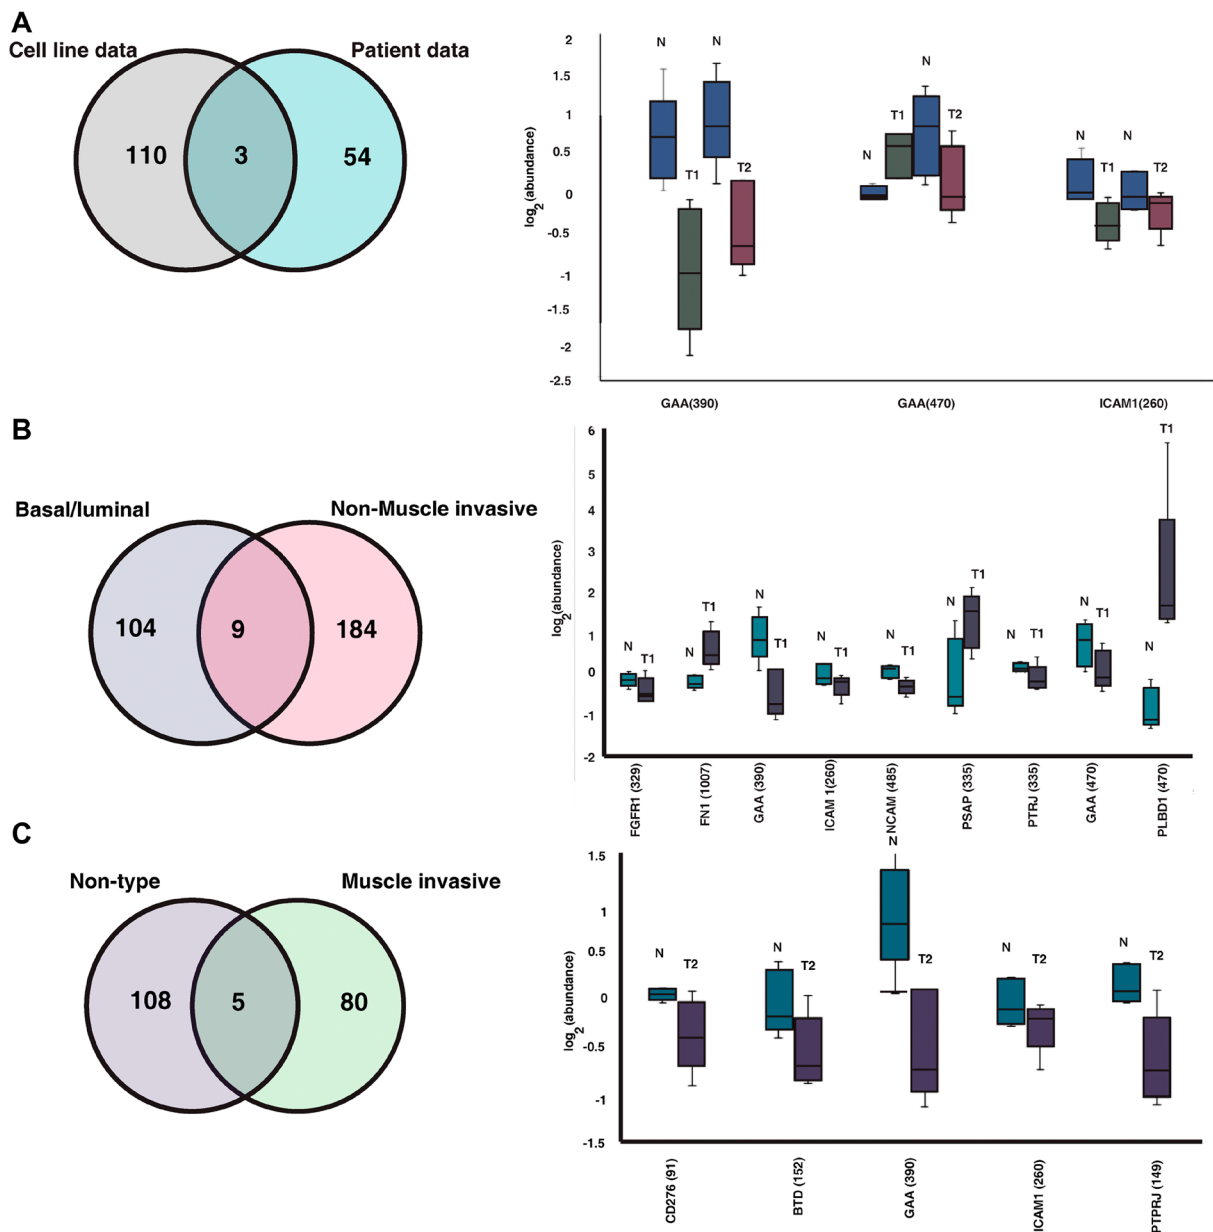 A
Cell line data
Patient data
110
3
54
2
1.5
1
0.5
0
-0.5
-1
-1.5
-2
-2.5
log2(abundance)
N
N
T1
T2
N
T1
N
T2
N
T1
N
T2
GAA(390)
GAA(470)
ICAM1(260)
B
Basal/luminal
Non-Muscle invasive
104
9
184
6
5
4
3
2
1
0
-1
-2
log2(abundance)
N
T1
N
T1
N
T1
N
T1
N
T1
N
T1
N
T1
N
T1
N
T1
FGFR1 (329)
FN1 (1007)
GAA (390)
ICAM 1(260)
NCAM (485)
PSAP (335)
PTRJ (335)
GAA (470)
PLBD1 (470)
C
Non-type
Muscle invasive
108
5
80
1.5
1
0.5
0
-0.5
-1
-1.5
log2(abundance)
N
T2
N
T2
N
T2
N
T2
N
T2
CD276 (91)
BTD (152)
GAA (390)
ICAM1 (260)
PTPRJ (149)